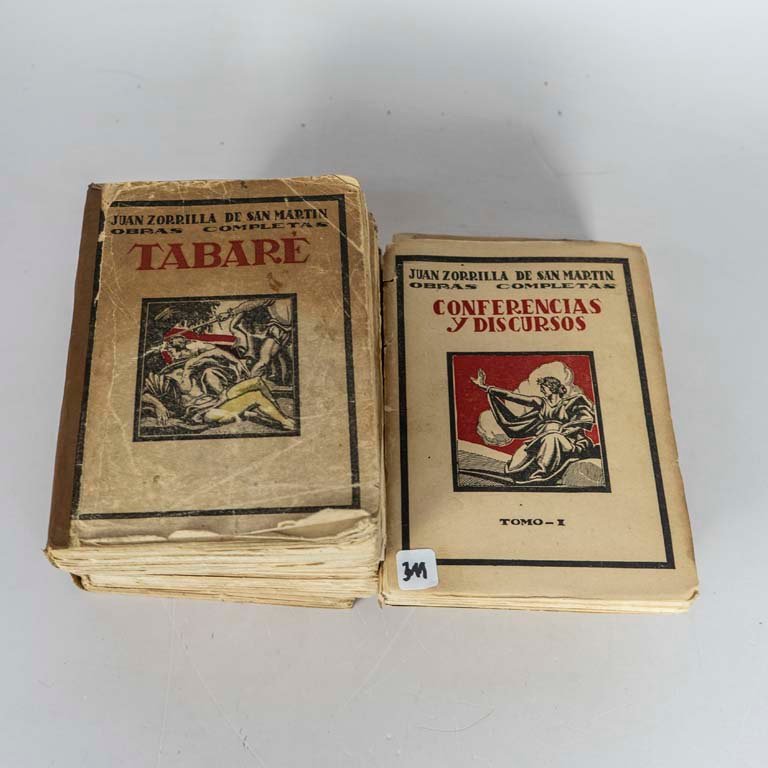 JUAN ZORRILLA DE SAN MARTIN
OBRAS COMPLETAS
TABARÉ
JUAN ZORRILLA DE SAN MARTIN
OBRAS COMPLETAS
CONFERENCIAS
Y DISCURSOS
TOMO-I
311